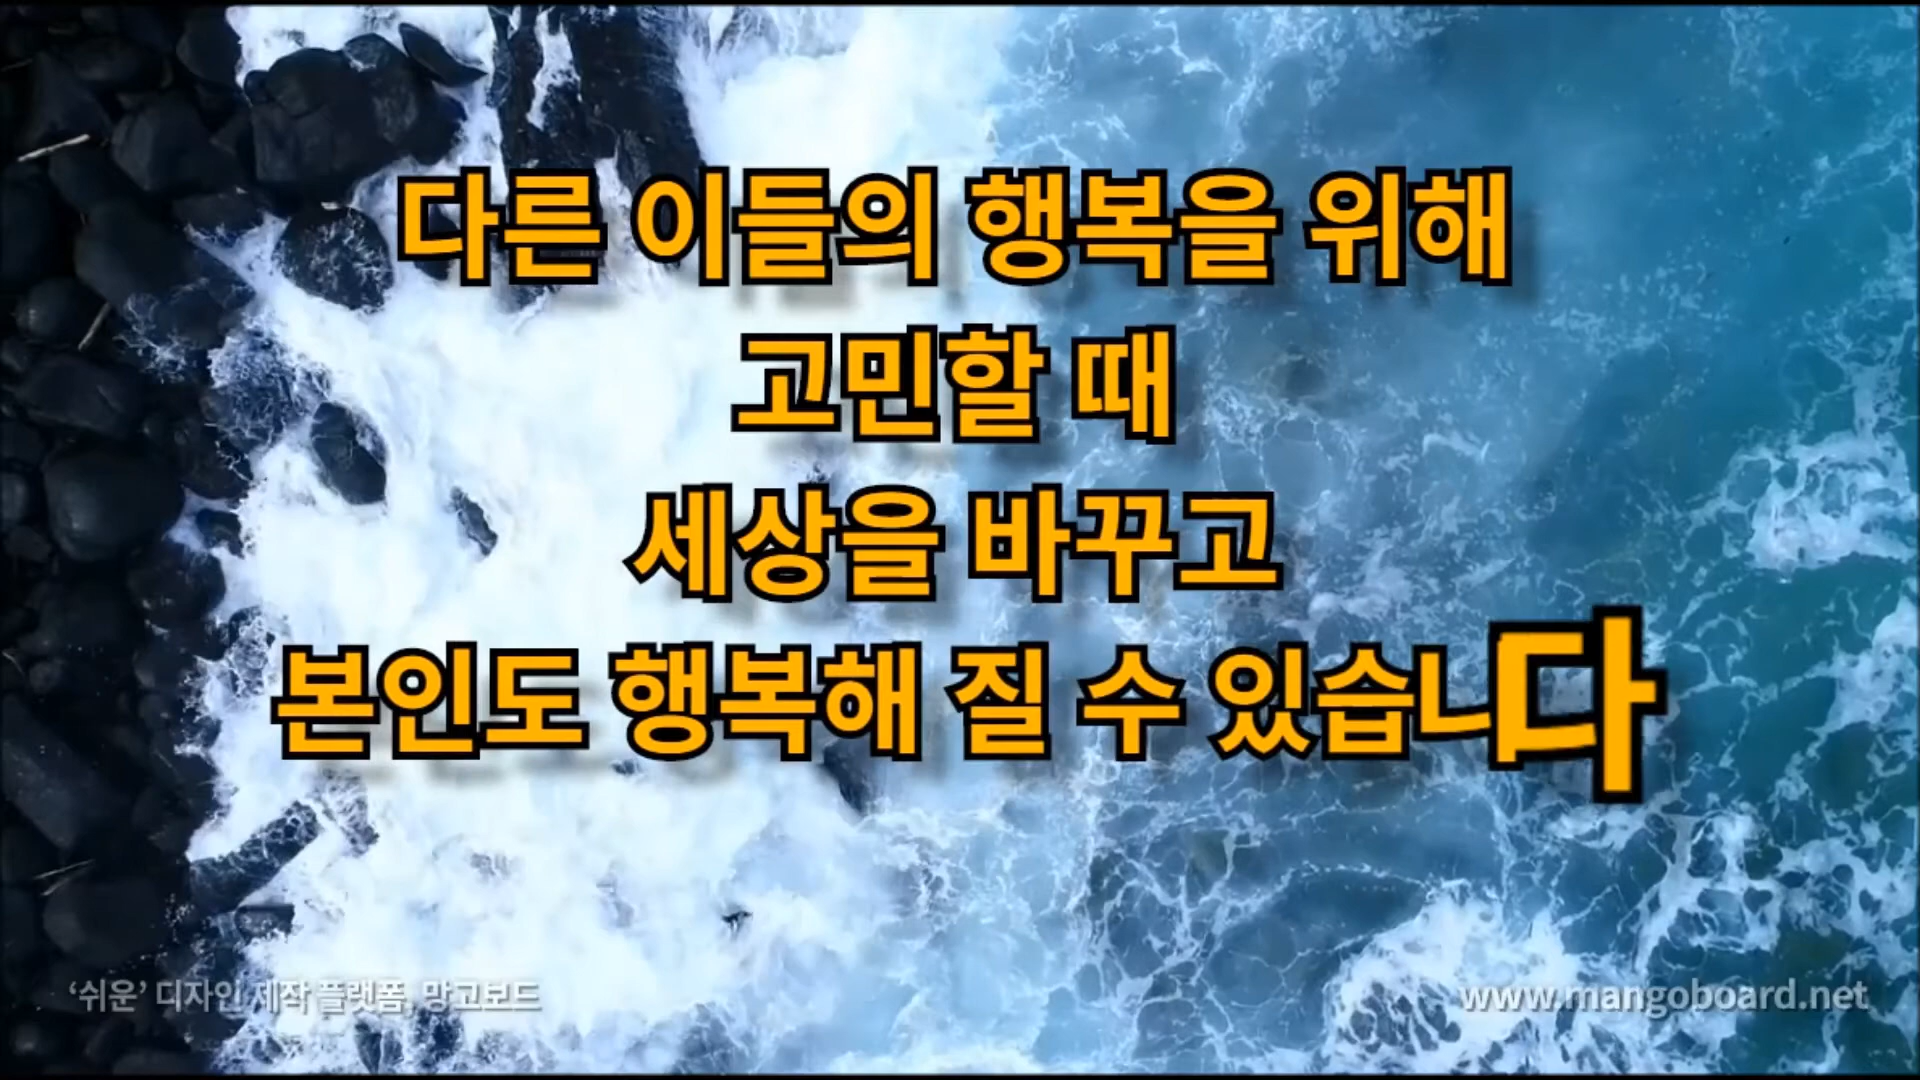 다른 이들의 행복을 위해
고민할 때
세상을 바꾸고
본인도 행복해 질 수 있습니다
‘쉬운’ 디자인 제작 플랫폼, 망고보드
www.mangoboard.net